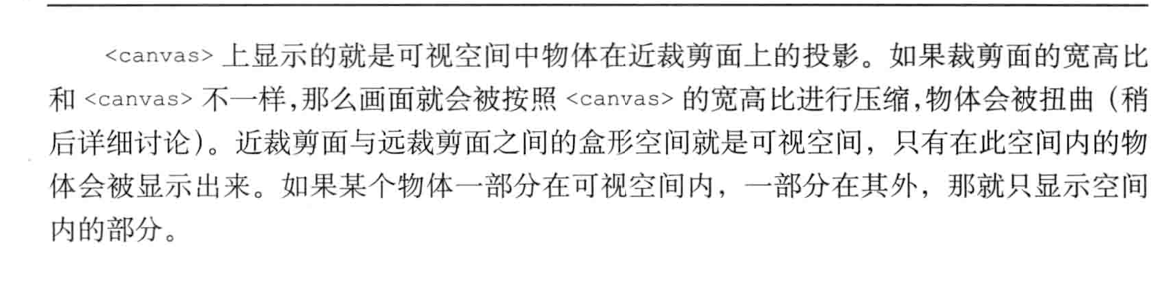 <canvas> 上显示的就是可视空间中物体在近裁剪面上的投影。如果裁剪面的宽高比
和 <canvas> 不一样,那么画面就会被按照 <canvas> 的宽高比进行压缩,物体会被扭曲（稍
后详细讨论）。近裁剪面与远裁剪面之间的盒形空间就是可视空间，只有在此空间内的物
体会被显示出来。如果某个物体一部分在可视空间内，一部分在其外，那就只显示空间
内的部分。